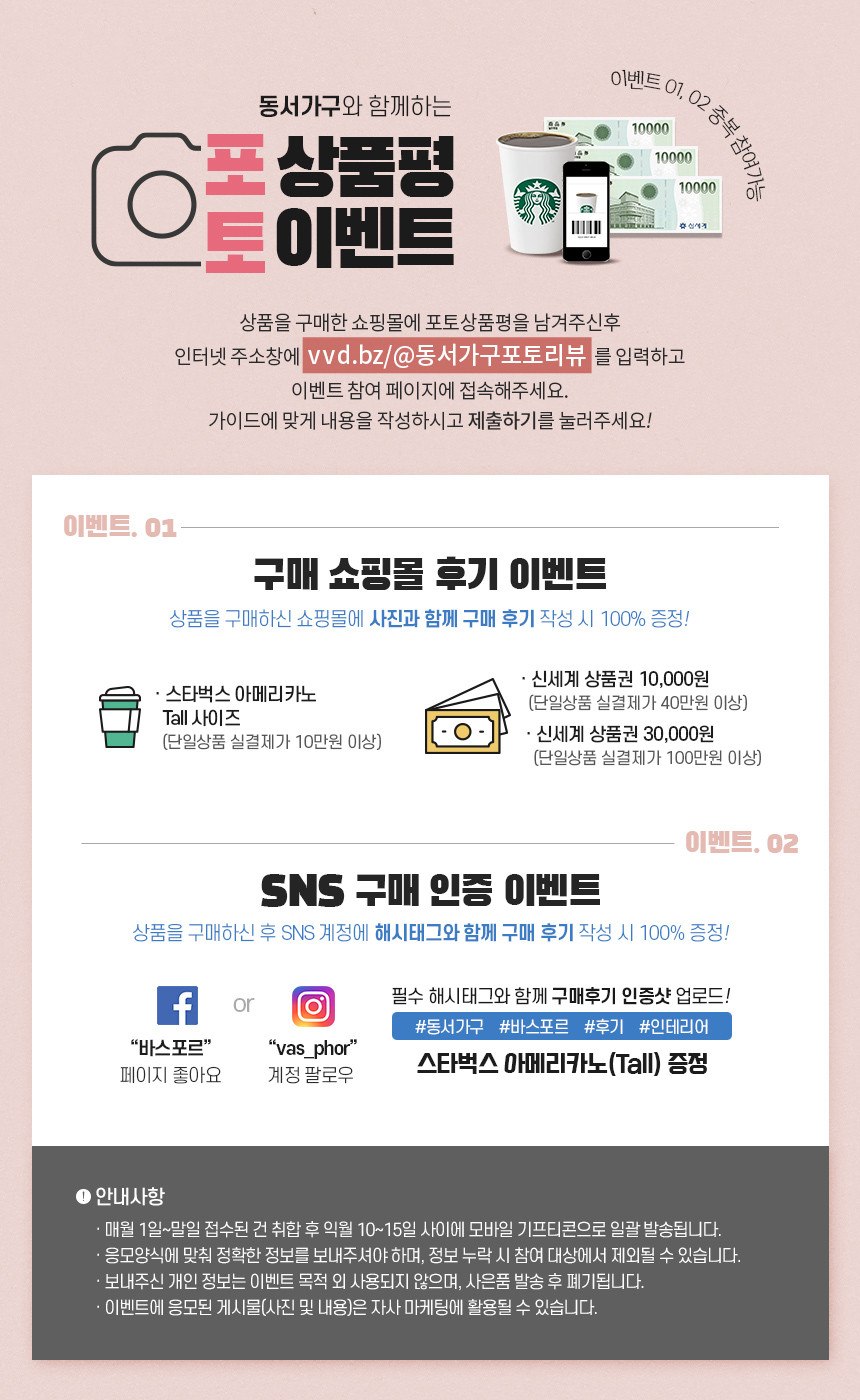 동서가구와 함께하는
이벤트 01, 02 중복 참여가능
포토 상품평
이벤트
10000
10000
10000
신세계
상품을 구매한 쇼핑몰에 포토상품평을 남겨주신후
인터넷 주소창에 vvd.bz/@동서가구포토리뷰 를 입력하고
이벤트 참여 페이지에 접속해주세요.
가이드에 맞게 내용을 작성하시고 제출하기를 눌러주세요!
이벤트. 01
구매 쇼핑몰 후기 이벤트
상품을 구매하신 쇼핑몰에 사진과 함께 구매 후기 작성 시 100% 증정!
· 스타벅스 아메리카노
Tall 사이즈
(단일상품 실결제가 10만원 이상)
· 신세계 상품권 10,000원
(단일상품 실결제가 40만원 이상)
· 신세계 상품권 30,000원
(단일상품 실결제가 100만원 이상)
이벤트. 02
SNS 구매 인증 이벤트
상품을 구매하신 후 SNS 계정에 해시태그와 함께 구매 후기 작성 시 100% 증정!
or
“바스포르”
페이지 좋아요
“vas_phor”
계정 팔로우
필수 해시태그와 함께 구매후기 인증샷 업로드!
#동서가구 #바스포르 #후기 #인테리어
스타벅스 아메리카노(Tall) 증정
! 안내사항
· 매월 1일~말일 접수된 건 취합 후 익월 10~15일 사이에 모바일 기프티콘으로 일괄 발송됩니다.
· 응모양식에 맞춰 정확한 정보를 보내주셔야 하며, 정보 누락 시 참여 대상에서 제외될 수 있습니다.
· 보내주신 개인 정보는 이벤트 목적 외 사용되지 않으며, 사은품 발송 후 폐기됩니다.
· 이벤트에 응모된 게시물(사진 및 내용)은 자사 마케팅에 활용될 수 있습니다.